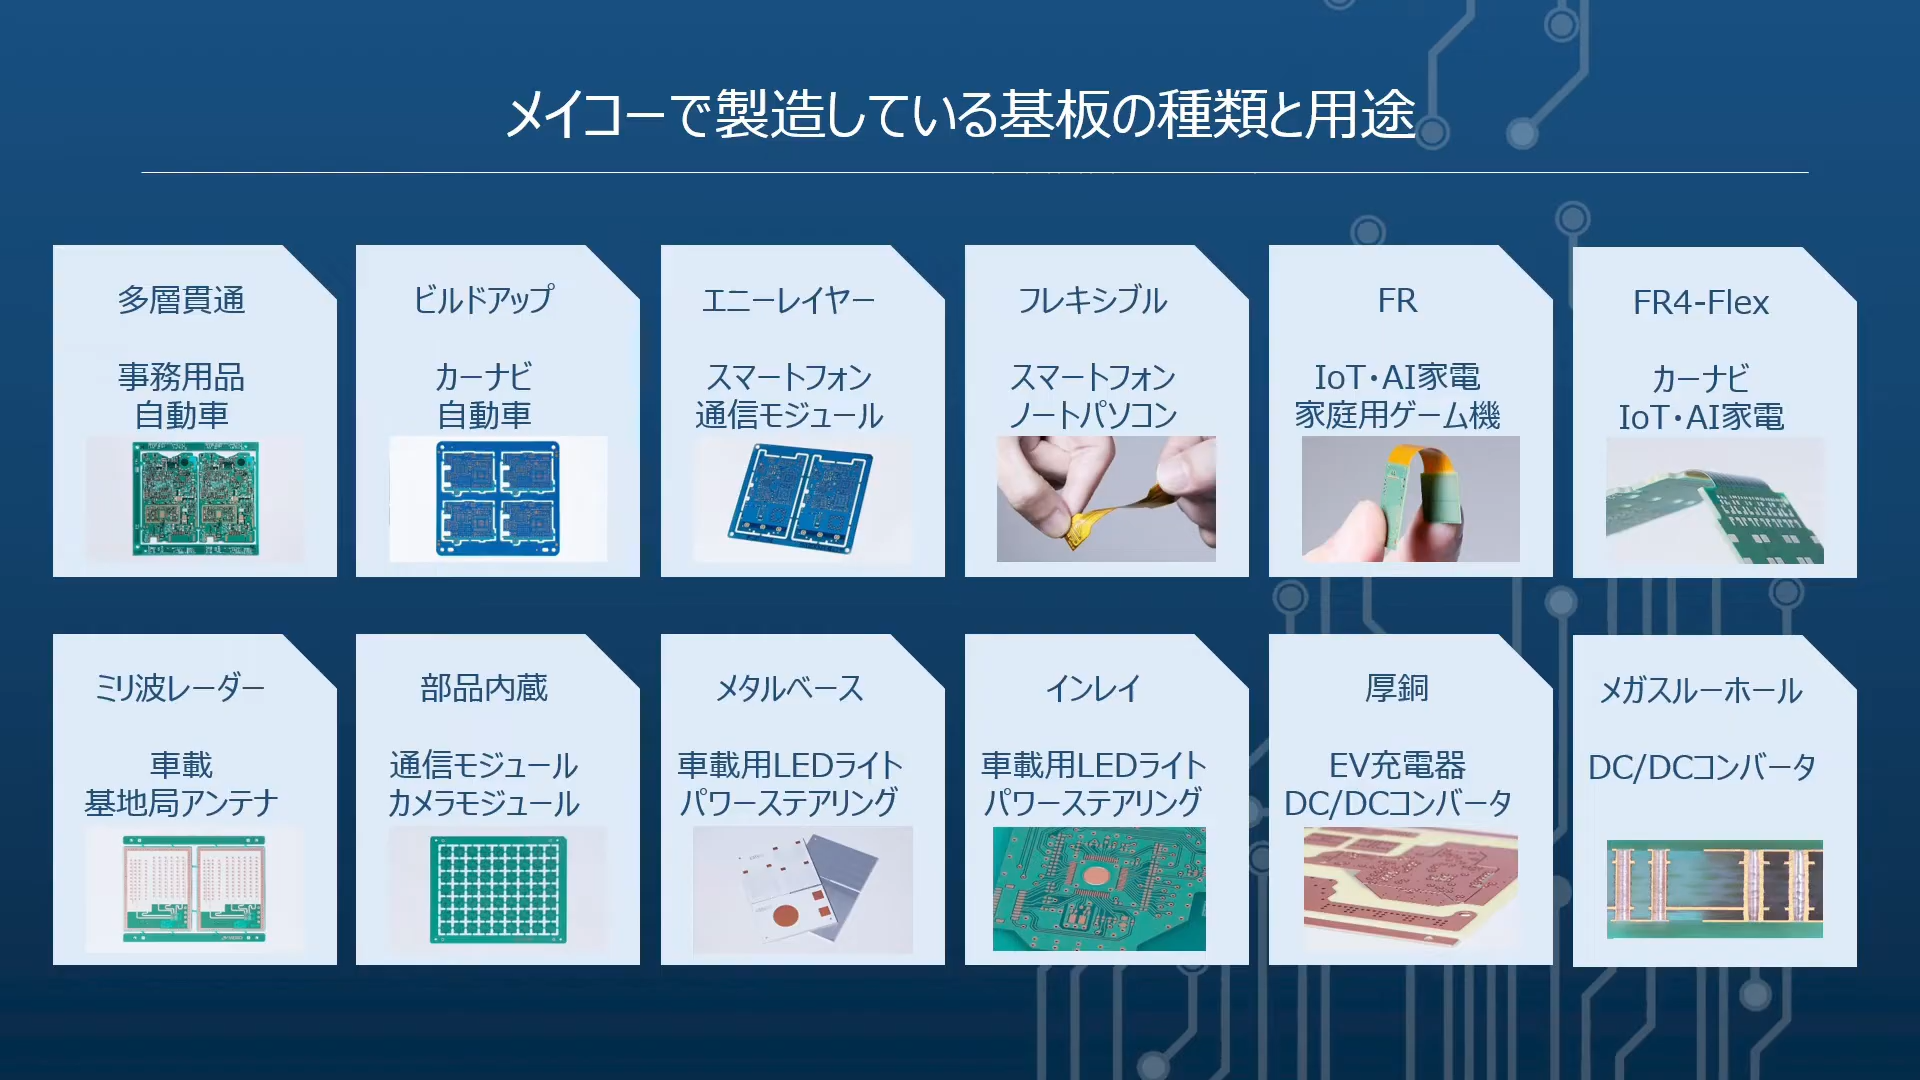 メイコーで製造している基板の種類と用途
多層貫通
事務用品
自動車
ビルドアップ
カーナビ
自動車
エニーレイヤー
スマートフォン
通信モジュール
フレキシブル
スマートフォン
ノートパソコン
FR
IoT・AI家電
家庭用ゲーム機
FR4-Flex
カーナビ
IoT・AI家電
ミリ波レーダー
車載
基地局アンテナ
部品内蔵
通信モジュール
カメラモジュール
メタルベース
車載用LEDライト
パワーステアリング
インレイ
車載用LEDライト
パワーステアリング
厚銅
EV充電器
DC/DCコンバータ
メガスルーホール
DC/DCコンバータ